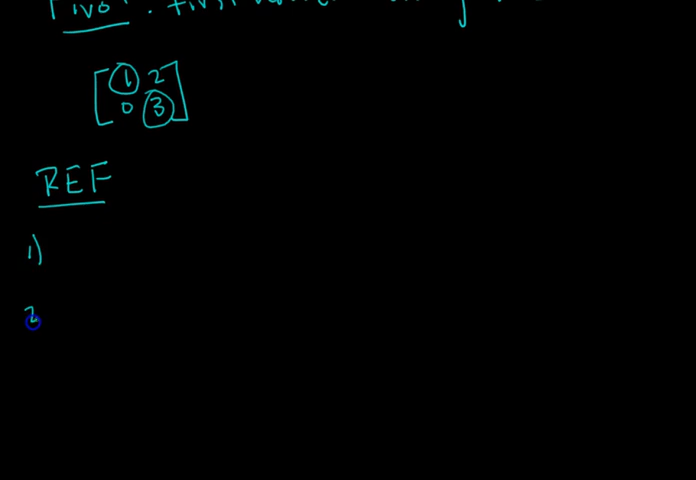 Pivot : first
[1 2
0 3]
REF
1)
2